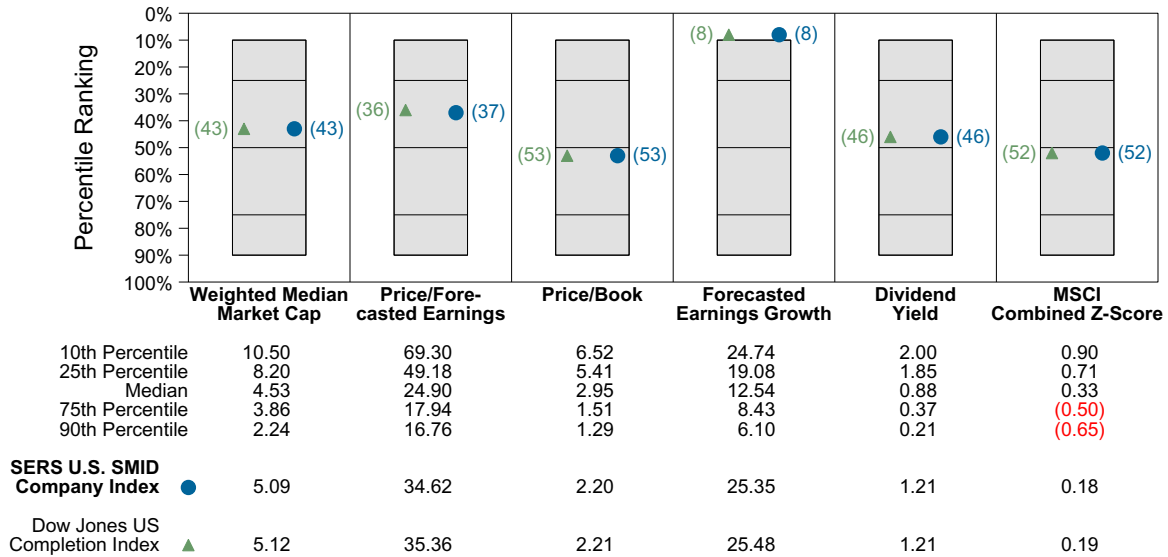 Percentile Ranking
0%
10%
20%
30%
40%
50%
60%
70%
80%
90%
100%
(43) (43)
(36) (37)
(53) (53)
(8) (8)
(46) (46)
(52) (52)
Weighted Median Price/Fore- Price/Book Forecasted Dividend MSCI
Market Cap casted Earnings Earnings Growth Yield Combined Z-Score
10th Percentile 10.50 69.30 6.52 24.74 2.00 0.90
25th Percentile 8.20 49.18 5.41 19.08 1.85 0.71
Median 4.53 24.90 2.95 12.54 0.88 0.33
75th Percentile 3.86 17.94 1.51 8.43 0.37 (0.50)
90th Percentile 2.24 16.76 1.29 6.10 0.21 (0.65)
SERS U.S. SMID
Company Index 5.09 34.62 2.20 25.35 1.21 0.18
Dow Jones US
Completion Index 5.12 35.36 2.21 25.48 1.21 0.19